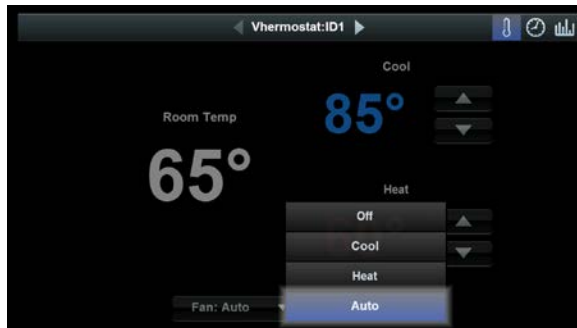 Vhermostat:ID1
Cool
85°
Room Temp
65°
Heat
Off
Cool
Heat
Fan: Auto
Auto